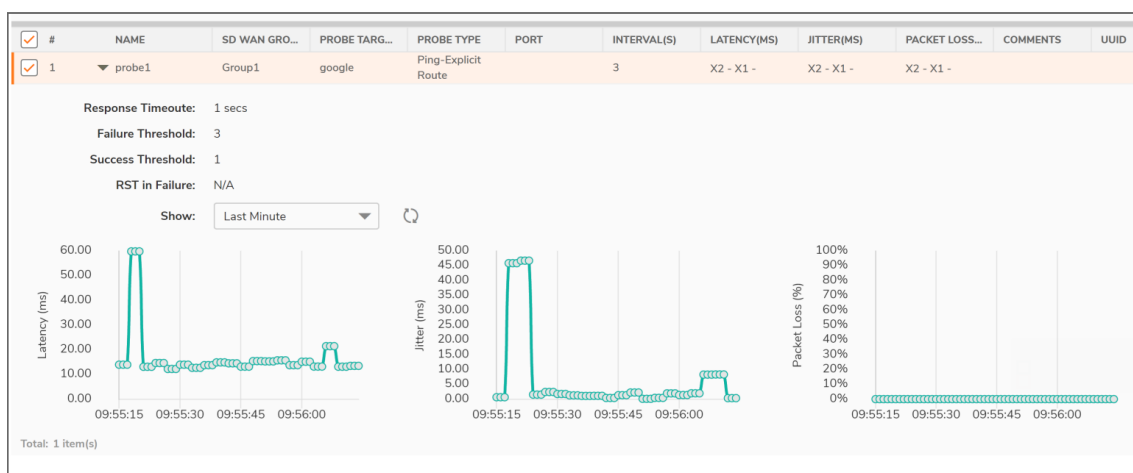 # NAME SD WAN GRO... PROBE TARG... PROBE TYPE PORT INTERVAL(S) LATENCY(MS) JITTER(MS) PACKET LOSS... COMMENTS UUID
1 probe1 Group1 google Ping-Explicit Route 3 X2 - X1 - X2 - X1 - X2 - X1 -
Response Timeoute: 1 secs
Failure Threshold: 3
Success Threshold: 1
RST in Failure: N/A
Show: Last Minute
Latency (ms)
60.00
50.00
40.00
30.00
20.00
10.00
0.00
09:55:15 09:55:30 09:55:45 09:56:00
Jitter (ms)
50.00
45.00
40.00
35.00
30.00
25.00
20.00
15.00
10.00
5.00
0.00
09:55:15 09:55:30 09:55:45 09:56:00
Packet Loss (%)
100%
90%
80%
70%
60%
50%
40%
30%
20%
10%
0%
09:55:15 09:55:30 09:55:45 09:56:00
Total: 1 item(s)